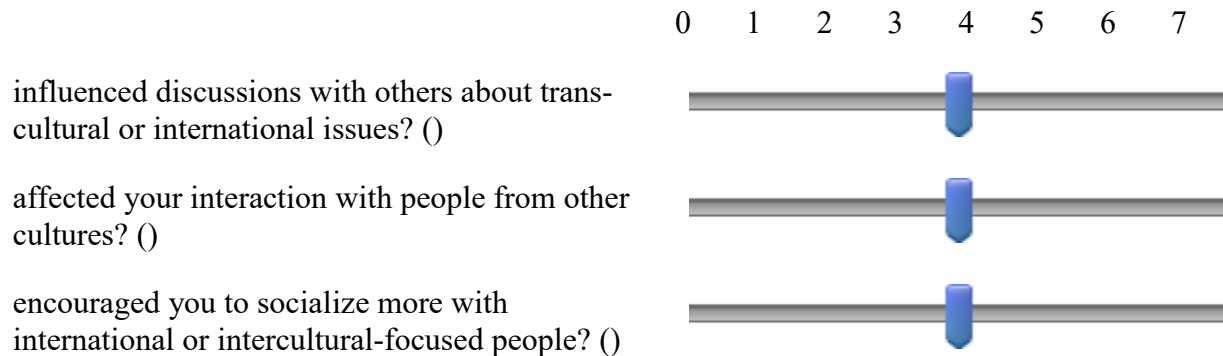 0 1 2 3 4 5 6 7
influenced discussions with others about trans-
cultural or international issues? ()
affected your interaction with people from other
cultures? ()
encouraged you to socialize more with
international or intercultural-focused people? ()